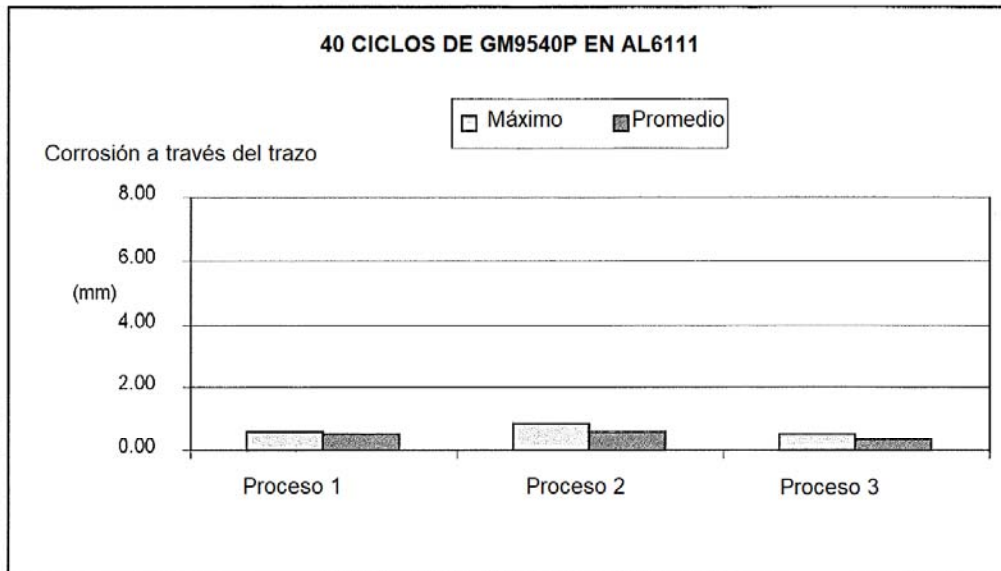 40 CICLOS DE GM9540P EN AL6111
Máximo Promedio
Corrosión a través del trazo
8.00
6.00
(mm)
4.00
2.00
0.00
Proceso 1 Proceso 2 Proceso 3